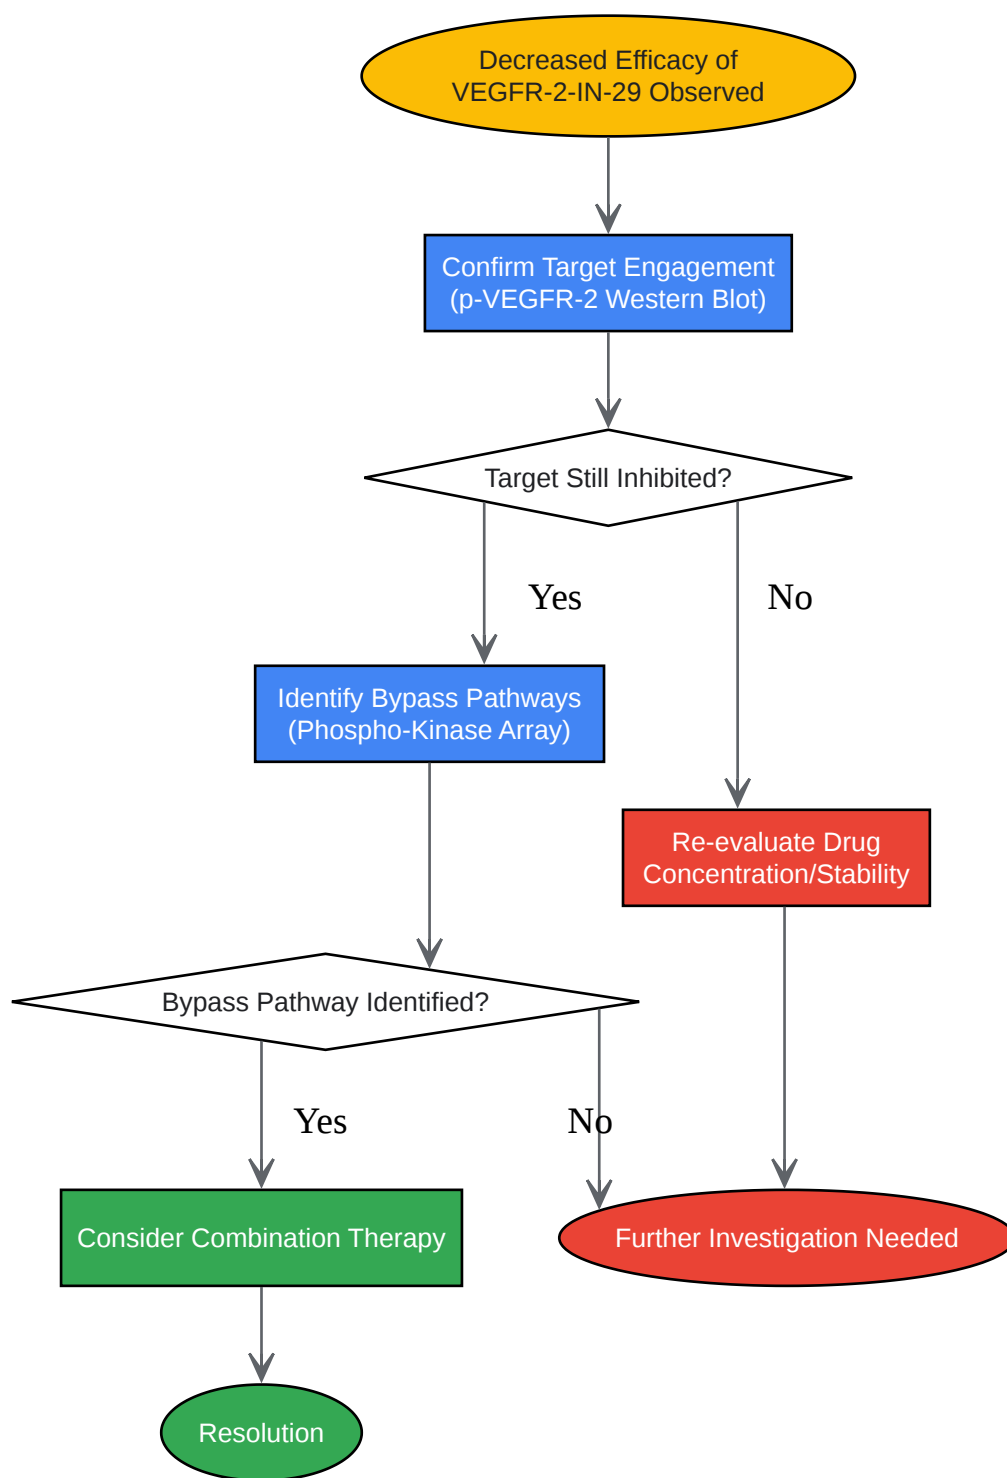 Decreased Efficacy of
VEGFR-2-IN-29 Observed
Confirm Target Engagement
(p-VEGFR-2 Western Blot)
Target Still Inhibited?
Yes
No
Identify Bypass Pathways
(Phospho-Kinase Array)
Re-evaluate Drug
Concentration/Stability
Bypass Pathway Identified?
Yes
No
Consider Combination Therapy
Further Investigation Needed
Resolution